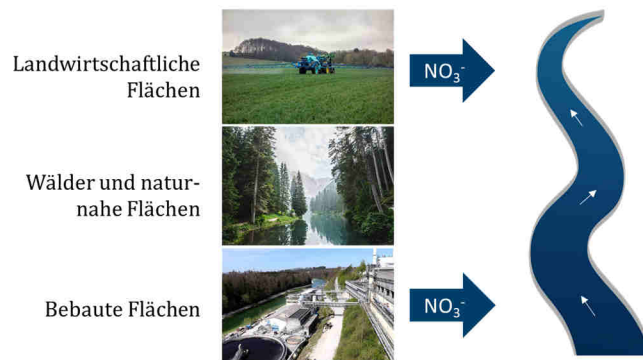 Landwirtschaftliche
Flächen
NO₃⁻
Wälder und natur-
nahe Flächen
Bebaute Flächen
NO₃⁻